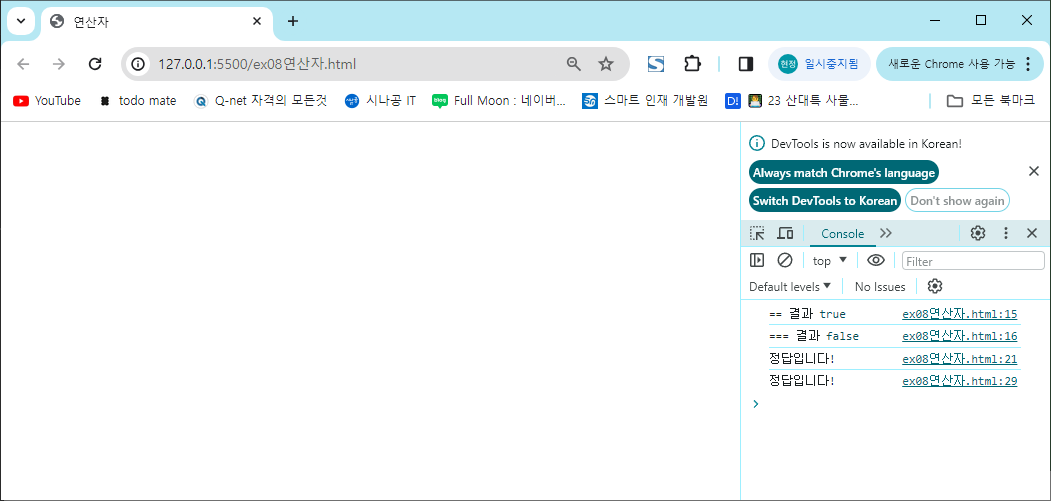 연산자
127.0.0.1:5500/ex08연산자.html
현정 일시중지됨
새로운 Chrome 사용 가능
YouTube
todo mate
Q-net 자격의 모든것
시나공 IT
blog Full Moon : 네이버...
스마트 인재 개발원
D!
23 산대특 사물...
모든 북마크
DevTools is now available in Korean!
Always match Chrome's language
Switch DevTools to Korean Don't show again
Console
top Filter
Default levels No Issues
== 결과 true ex08연산자.html:15
=== 결과 false ex08연산자.html:16
정답입니다! ex08연산자.html:21
정답입니다! ex08연산자.html:29